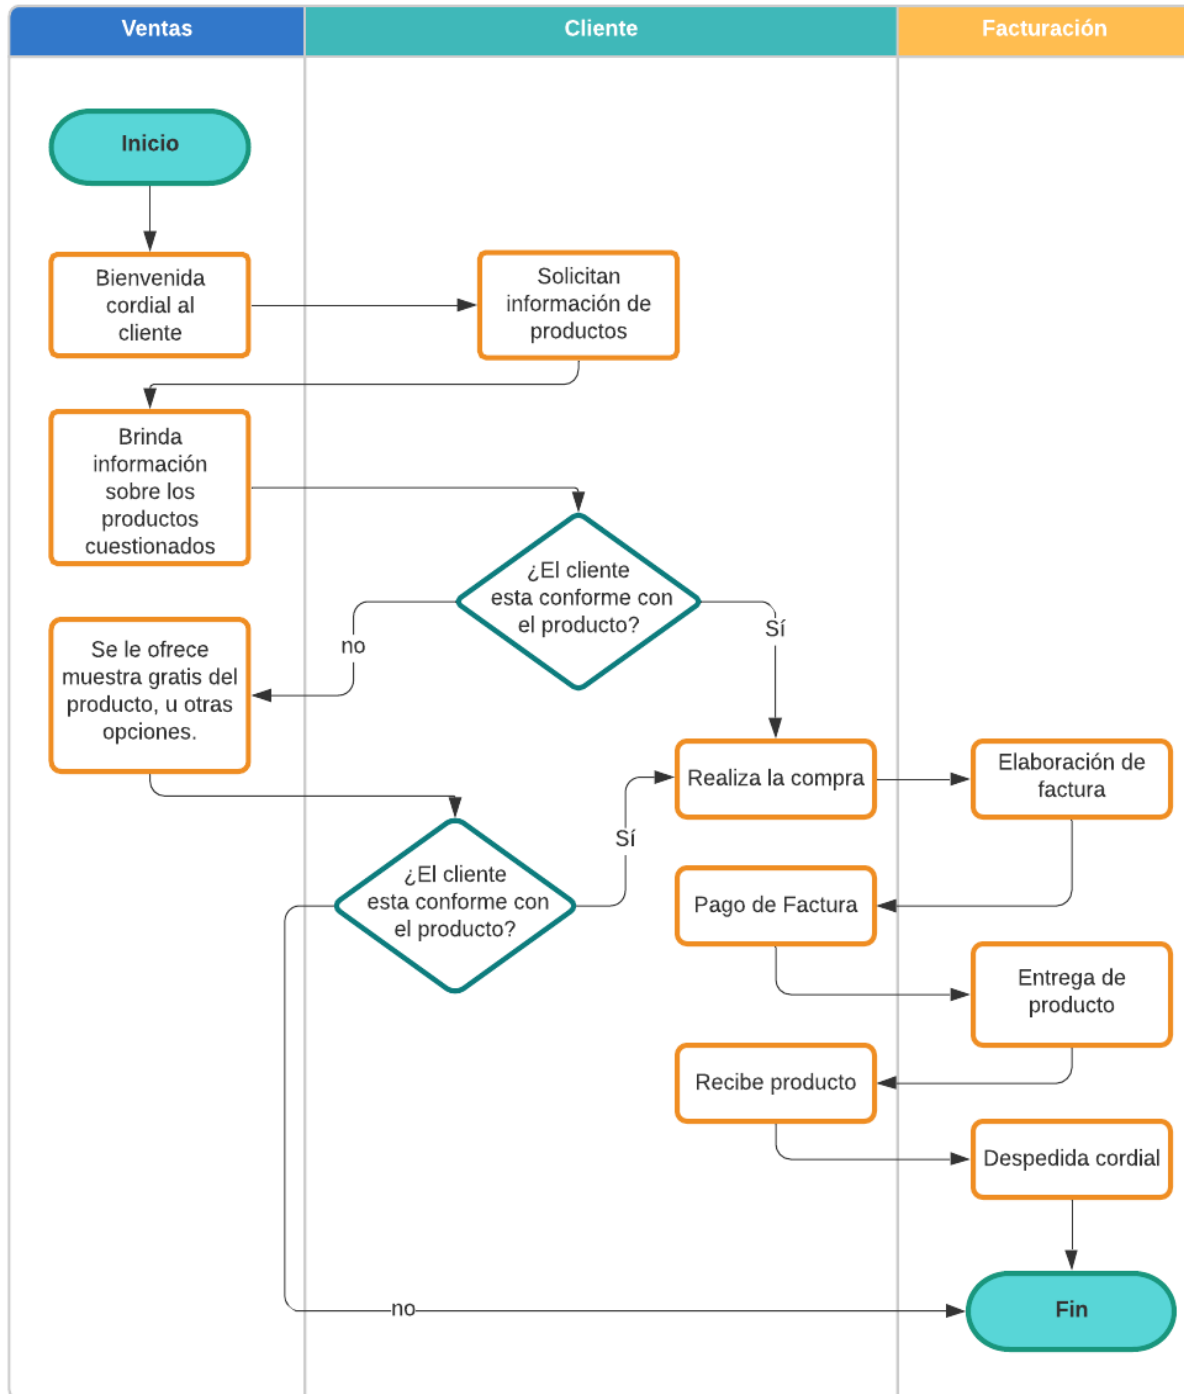 Ventas
Cliente
Facturación
Inicio
Bienvenida
cordial al
cliente
Solicitan
información de
productos
Brinda
información
sobre los
productos
cuestionados
¿El cliente
esta conforme con
el producto?
no
Sí
Se le ofrece
muestra gratis del
producto, u otras
opciones.
Realiza la compra
Elaboración de
factura
¿El cliente
esta conforme con
el producto?
Sí
Pago de Factura
Entrega de
producto
Recibe producto
Despedida cordial
no
Fin